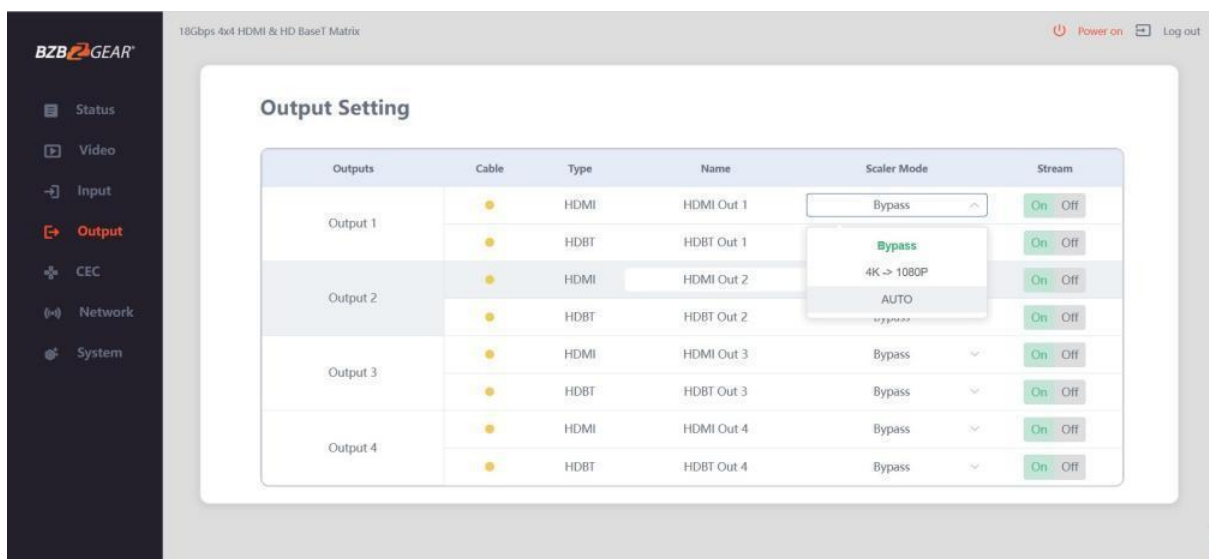 18Gbps 4x4 HDMI & HD BaseT Matrix
Power on Log out
BZB GEAR®
Status
Video
Input
Output
CEC
Network
System
Output Setting
Outputs Cable Type Name Scaler Mode Stream
Output 1
HDMI HDMI Out 1 Bypass On Off
HDBT HDBT Out 1 On Off
Bypass
4K -> 1080P
AUTO
Output 2
HDMI HDMI Out 2 On Off
HDBT HDBT Out 2 Bypass On Off
Output 3
HDMI HDMI Out 3 Bypass On Off
HDBT HDBT Out 3 Bypass On Off
Output 4
HDMI HDMI Out 4 Bypass On Off
HDBT HDBT Out 4 Bypass On Off